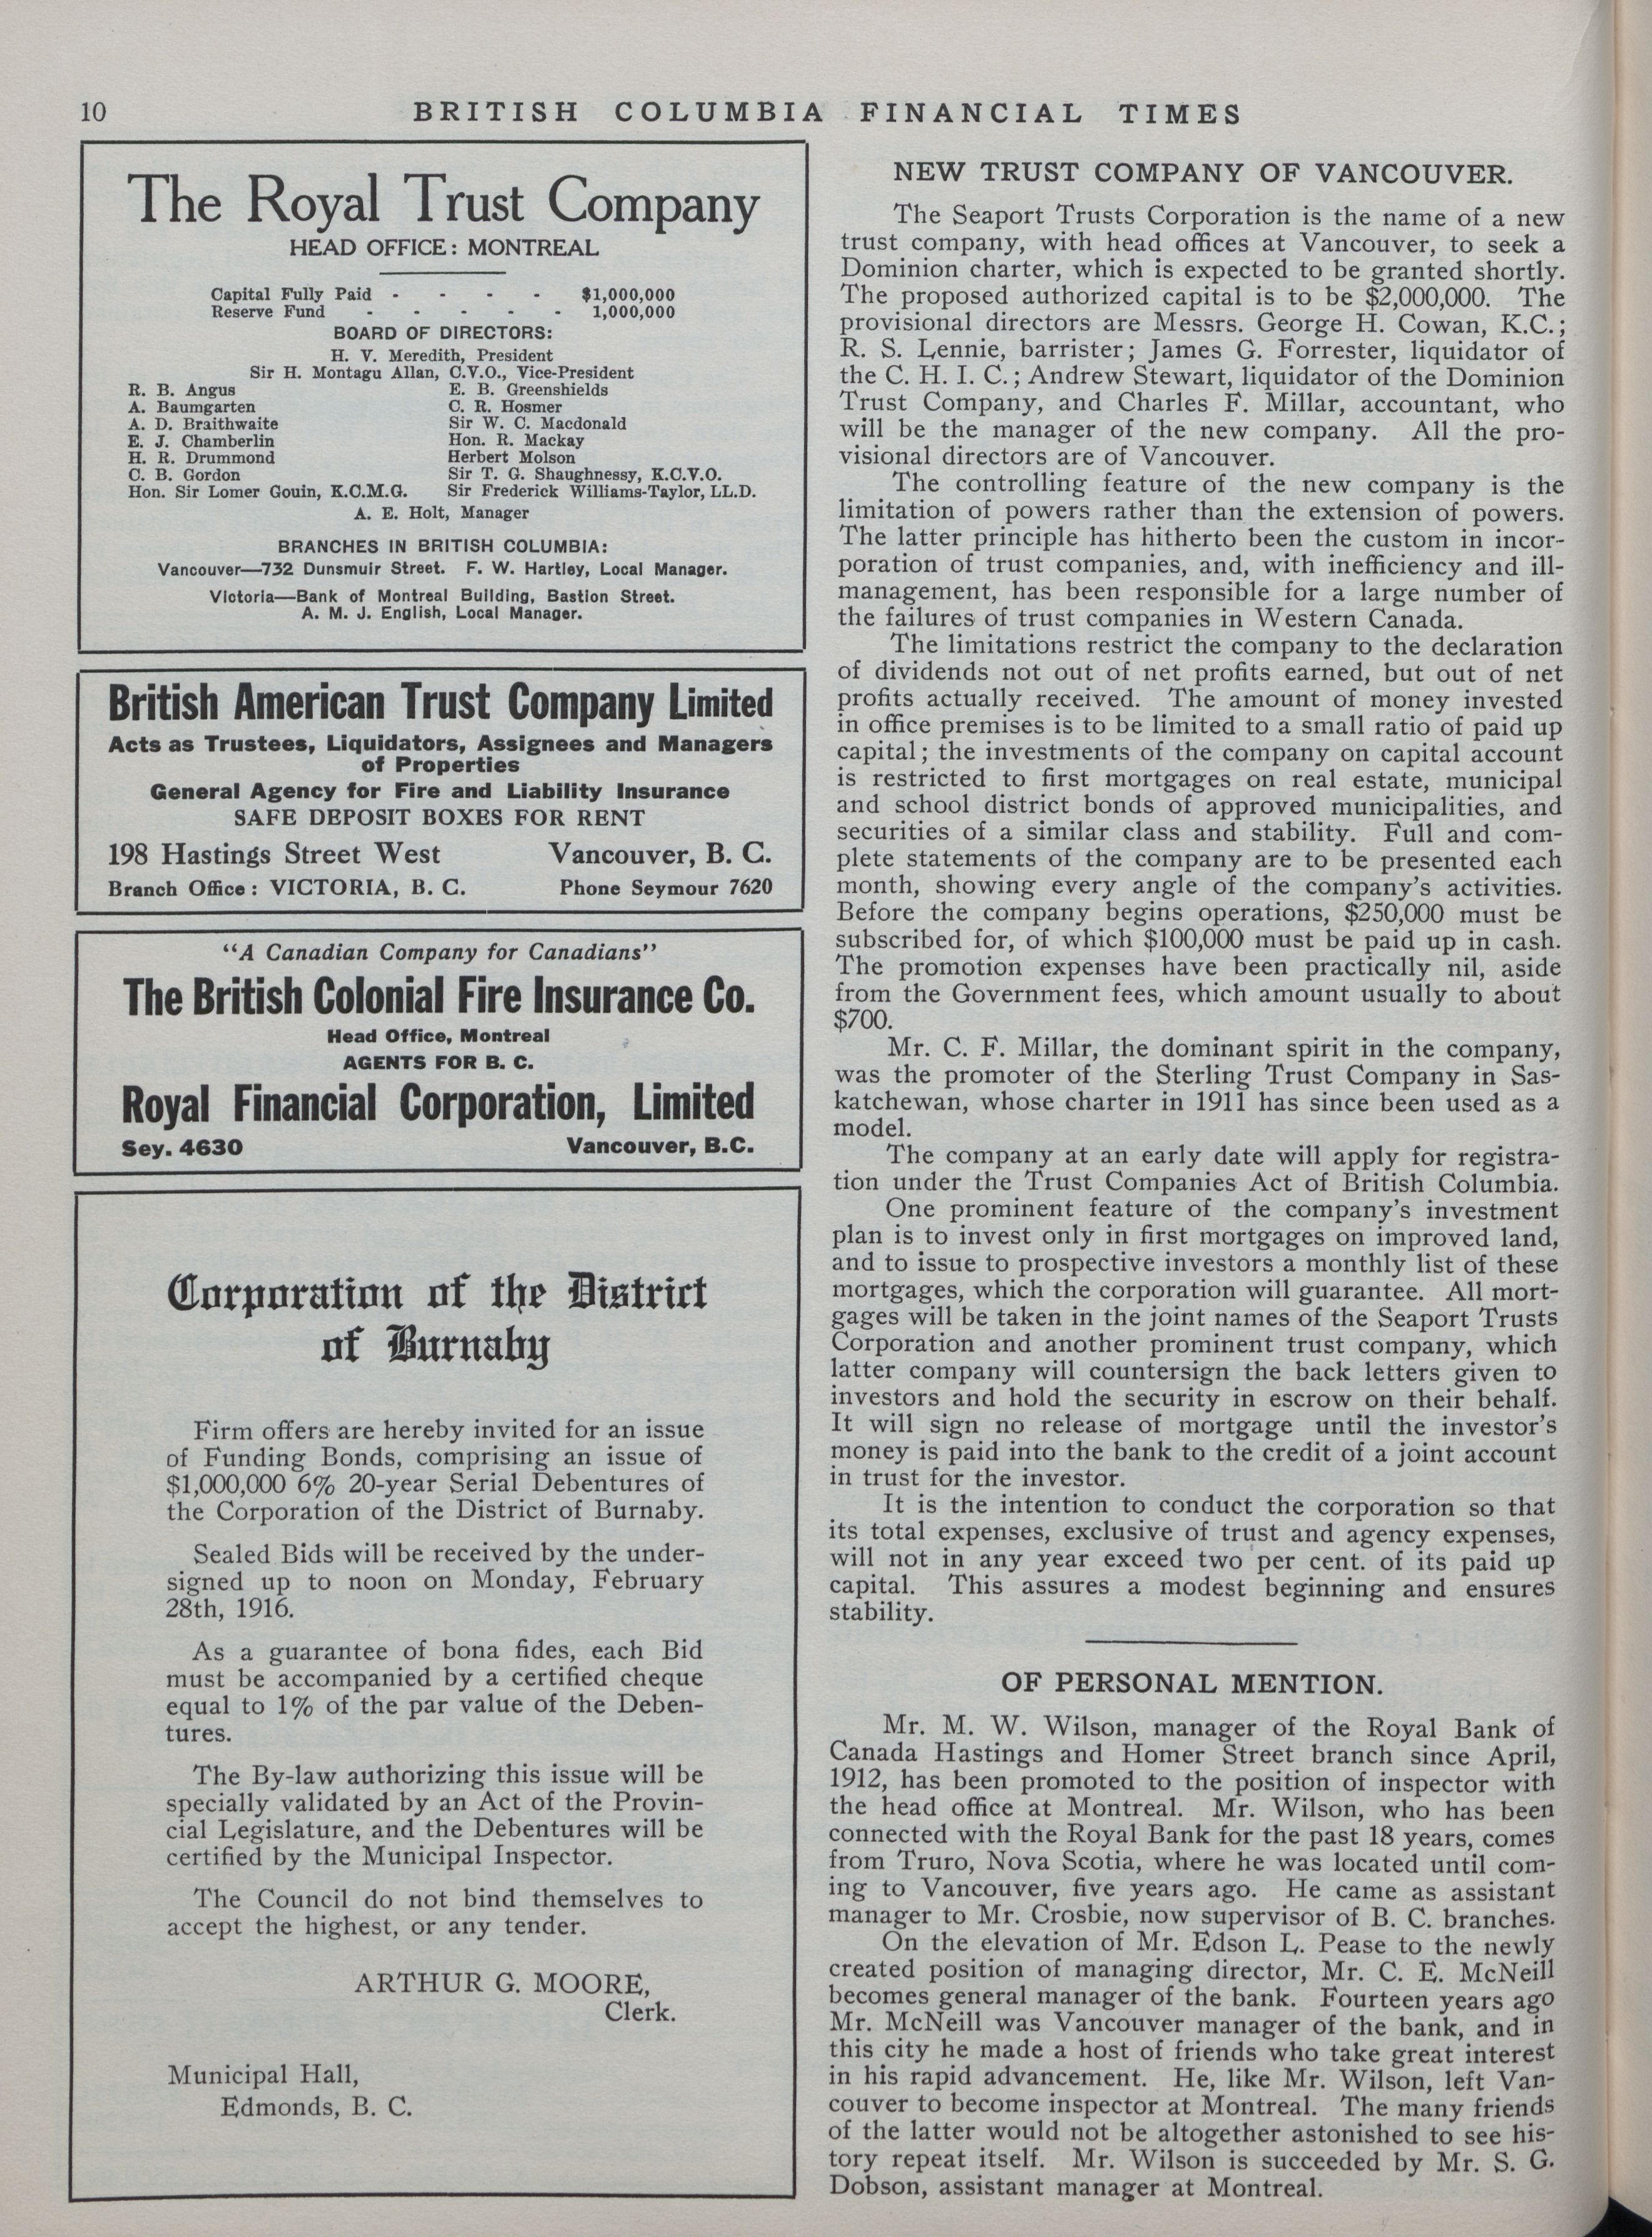 10
BRITISH COLUMBIA FINANCIAL TIMES
The Royal Trust Company
HEAD OFFICE: MONTREAL
Capital Fully Paid - - - - $1,000,000
Reserve Fund - - - - - 1,000,000
BOARD OF DIRECTORS:
H. V. Meredith, President
Sir H. Montagu Allan, C.V.O., Vice-President
R. B. Angus E. B. Greenshields
A. Baumgarten C. R. Hosmer
A. D. Braithwaite Sir W. C. Macdonald
E. J. Chamberlin Hon. R. Mackay
H. R. Drummond Herbert Molson
C. B. Gordon Sir T. G. Shaughnessy, K.C.V.O.
Hon. Sir Lomer Gouin, K.C.M.G. Sir Frederick Williams-Taylor, LL.D.
A. E. Holt, Manager
BRANCHES IN BRITISH COLUMBIA:
Vancouver—732 Dunsmuir Street. F. W. Hartley, Local Manager.
Victoria—Bank of Montreal Building, Bastion Street.
A. M. J. English, Local Manager.
British American Trust Company Limited
Acts as Trustees, Liquidators, Assignees and Managers
of Properties
General Agency for Fire and Liability Insurance
SAFE DEPOSIT BOXES FOR RENT
198 Hastings Street West Vancouver, B. C.
Branch Office: VICTORIA, B. C. Phone Seymour 7620
"A Canadian Company for Canadians"
The British Colonial Fire Insurance Co.
Head Office, Montreal
AGENTS FOR B. C.
Royal Financial Corporation, Limited
Sey. 4630 Vancouver, B.C.
Corporation of the District
of Burnaby
Firm offers are hereby invited for an issue
of Funding Bonds, comprising an issue of
$1,000,000 6% 20-year Serial Debentures of
the Corporation of the District of Burnaby.
Sealed Bids will be received by the under-
signed up to noon on Monday, February
28th, 1916.
As a guarantee of bona fides, each Bid
must be accompanied by a certified cheque
equal to 1% of the par value of the Deben-
tures.
The By-law authorizing this issue will be
specially validated by an Act of the Provin-
cial Legislature, and the Debentures will be
certified by the Municipal Inspector.
The Council do not bind themselves to
accept the highest, or any tender.
ARTHUR G. MOORE,
Clerk.
Municipal Hall,
Edmonds, B. C.
NEW TRUST COMPANY OF VANCOUVER.
The Seaport Trusts Corporation is the name of a new
trust company, with head offices at Vancouver, to seek a
Dominion charter, which is expected to be granted shortly.
The proposed authorized capital is to be $2,000,000. The
provisional directors are Messrs. George H. Cowan, K.C.;
R. S. Lennie, barrister; James G. Forrester, liquidator of
the C. H. I. C.; Andrew Stewart, liquidator of the Dominion
Trust Company, and Charles F. Millar, accountant, who
will be the manager of the new company. All the pro-
visional directors are of Vancouver.
The controlling feature of the new company is the
limitation of powers rather than the extension of powers.
The latter principle has hitherto been the custom in incor-
poration of trust companies, and, with inefficiency and ill-
management, has been responsible for a large number of
the failures of trust companies in Western Canada.
The limitations restrict the company to the declaration
of dividends not out of net profits earned, but out of net
profits actually received. The amount of money invested
in office premises is to be limited to a small ratio of paid up
capital; the investments of the company on capital account
is restricted to first mortgages on real estate, municipal
and school district bonds of approved municipalities, and
securities of a similar class and stability. Full and com-
plete statements of the company are to be presented each
month, showing every angle of the company's activities.
Before the company begins operations, $250,000 must be
subscribed for, of which $100,000 must be paid up in cash.
The promotion expenses have been practically nil, aside
from the Government fees, which amount usually to about
$700.
Mr. C. F. Millar, the dominant spirit in the company,
was the promoter of the Sterling Trust Company in Sas-
katchewan, whose charter in 1911 has since been used as a
model.
The company at an early date will apply for registra-
tion under the Trust Companies Act of British Columbia.
One prominent feature of the company's investment
plan is to invest only in first mortgages on improved land,
and to issue to prospective investors a monthly list of these
mortgages, which the corporation will guarantee. All mort-
gages will be taken in the joint names of the Seaport Trusts
Corporation and another prominent trust company, which
latter company will countersign the back letters given to
investors and hold the security in escrow on their behalf.
It will sign no release of mortgage until the investor's
money is paid into the bank to the credit of a joint account
in trust for the investor.
It is the intention to conduct the corporation so that
its total expenses, exclusive of trust and agency expenses,
will not in any year exceed two per cent. of its paid up
capital. This assures a modest beginning and ensures
stability.
OF PERSONAL MENTION.
Mr. M. W. Wilson, manager of the Royal Bank of
Canada Hastings and Homer Street branch since April,
1912, has been promoted to the position of inspector with
the head office at Montreal. Mr. Wilson, who has been
connected with the Royal Bank for the past 18 years, comes
from Truro, Nova Scotia, where he was located until com-
ing to Vancouver, five years ago. He came as assistant
manager to Mr. Crosbie, now supervisor of B. C. branches.
On the elevation of Mr. Edson L. Pease to the newly
created position of managing director, Mr. C. E. McNeill
becomes general manager of the bank. Fourteen years ago
Mr. McNeill was Vancouver manager of the bank, and in
this city he made a host of friends who take great interest
in his rapid advancement. He, like Mr. Wilson, left Van-
couver to become inspector at Montreal. The many friends
of the latter would not be altogether astonished to see his-
tory repeat itself. Mr. Wilson is succeeded by Mr. S. G.
Dobson, assistant manager at Montreal.